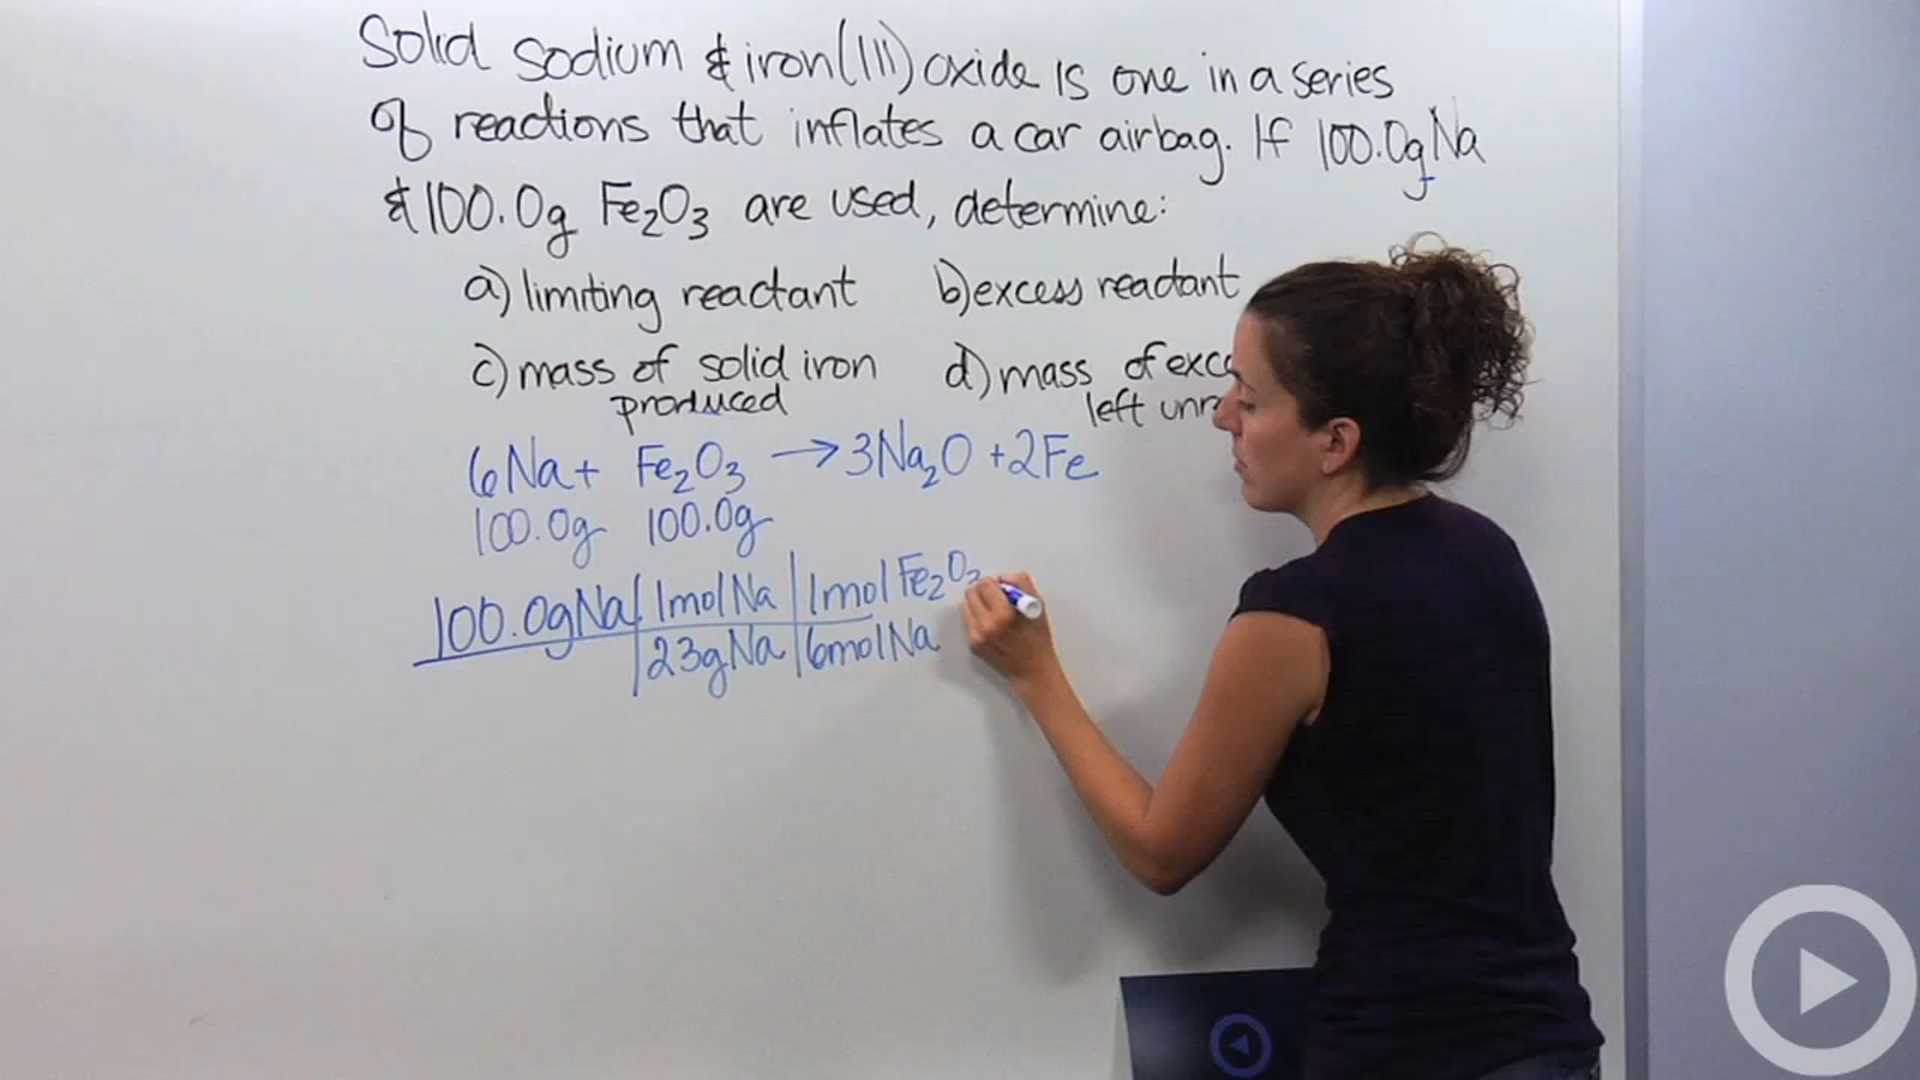 Solid sodium & iron(III) oxide is one in a series
of reactions that inflates a car airbag. If 100.0g Na
& 100.0g Fe₂O₃ are used, determine:
a) limiting reactant b) excess reactant
c) mass of solid iron produced d) mass of exc
left unr
6Na + Fe₂O₃ → 3Na₂O + 2Fe
100.0g 100.0g
100.0g Na 1mol Na 1mol Fe₂O₃
23g Na 6mol Na